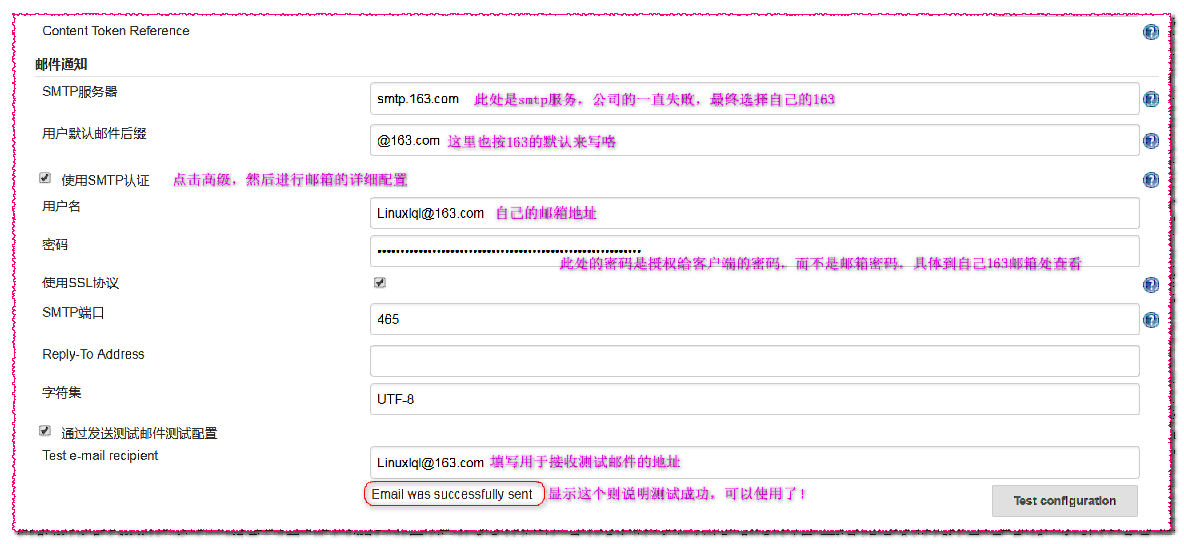 Content Token Reference
邮件通知
SMTP服务器
smtp.163.com 此处是smtp服务，公司的一直失败，最终选择自己的163
用户默认邮件后缀
@163.com 这里也按163的默认来写咯
使用SMTP认证 点击高级，然后进行邮箱的详细配置
用户名
Linuxlql@163.com 自己的邮箱地址
密码
此处的密码是授权给客户端的密码，而不是邮箱密码，具体到自己163邮箱处查看
使用SSL协议
SMTP端口
465
Reply-To Address
字符集
UTF-8
通过发送测试邮件测试配置
Test e-mail recipient
Linuxlql@163.com 填写用于接收测试邮件的地址
Email was successfully sent 显示这个则说明测试成功，可以使用了！
Test configuration